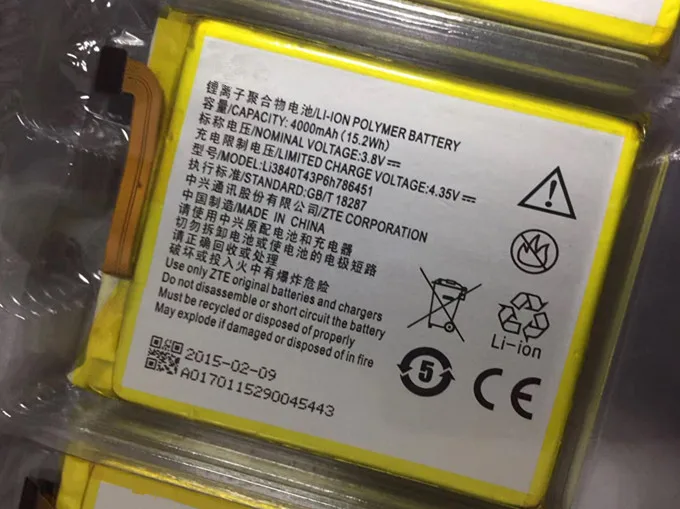 锂离子聚合物电池/LI-ION POLYMER BATTERY
容量/CAPACITY: 4000mAh (15.2Wh)
标称电压/NOMINAL VOLTAGE: 3.8V⎓
充电限制电压/LIMITED CHARGE VOLTAGE: 4.35V⎓
型号/MODEL: Li3840T43P6h786451
执行标准/STANDARD: GB/T 18287
中兴通讯股份有限公司/ZTE CORPORATION
中国制造/MADE IN CHINA
请使用中兴原配电池和充电器
切勿拆卸电池或使电池的电极短路
请正确回收或处理
破坏或投入火中有爆炸危险
Use only ZTE original batteries and chargers
Do not disassemble or short circuit the battery
Must be recycled or disposed of properly
May explode if damaged or disposed of in fire
Li-ion
5
CE
2015-02-09
A0170115290045443